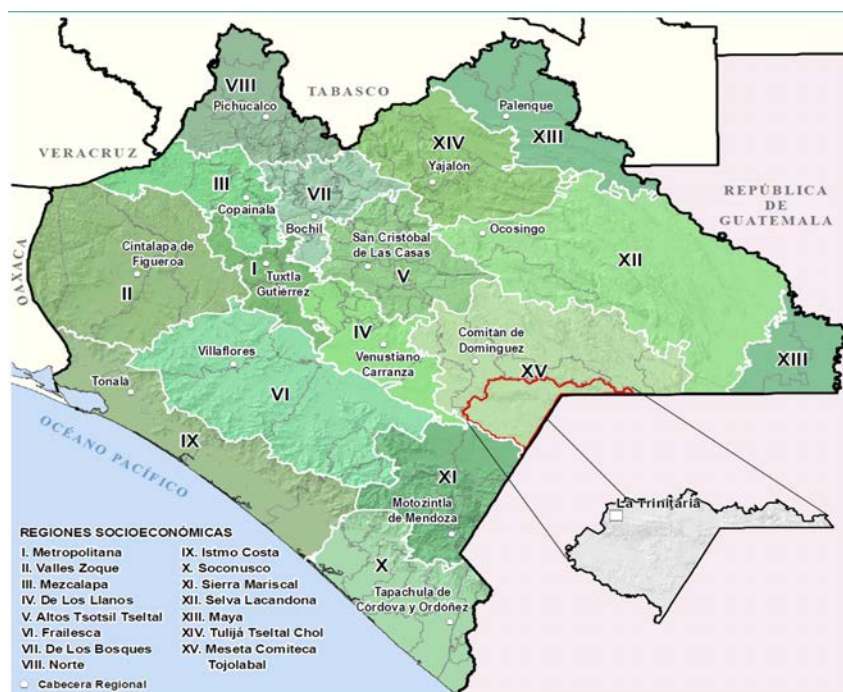 VIII
Pichucalco
TABASCO
Palenque
XIII
XIV
Yajalón
VERACRUZ
III
Copainalá
VII
Bochil
REPÚBLICA
DE
GUATEMALA
San Cristóbal
de Las Casas
V
Ocosingo
XII
OAXACA
Cintalapa de
Figueroa
II
I
Tuxtla
Gutiérrez
IV
Venustiano
Carranza
Comitán de
Domínguez
XV
XIII
Villaflores
VI
Tonalá
IX
OCÉANO PACÍFICO
XI
Motozintla
de Mendoza
La Trinitaria
X
Tapachula de
Córdova y Ordóñez
REGIONES SOCIOECONÓMICAS
I. Metropolitana
II. Valles Zoque
III. Mezcalapa
IV. De Los Llanos
V. Altos Tsotsil Tseltal
VI. Frailesca
VII. De Los Bosques
VIII. Norte
IX. Istmo Costa
X. Soconusco
XI. Sierra Mariscal
XII. Selva Lacandona
XIII. Maya
XIV. Tulijá Tseltal Chol
XV. Meseta Comiteca
Tojolabal
Cabecera Regional